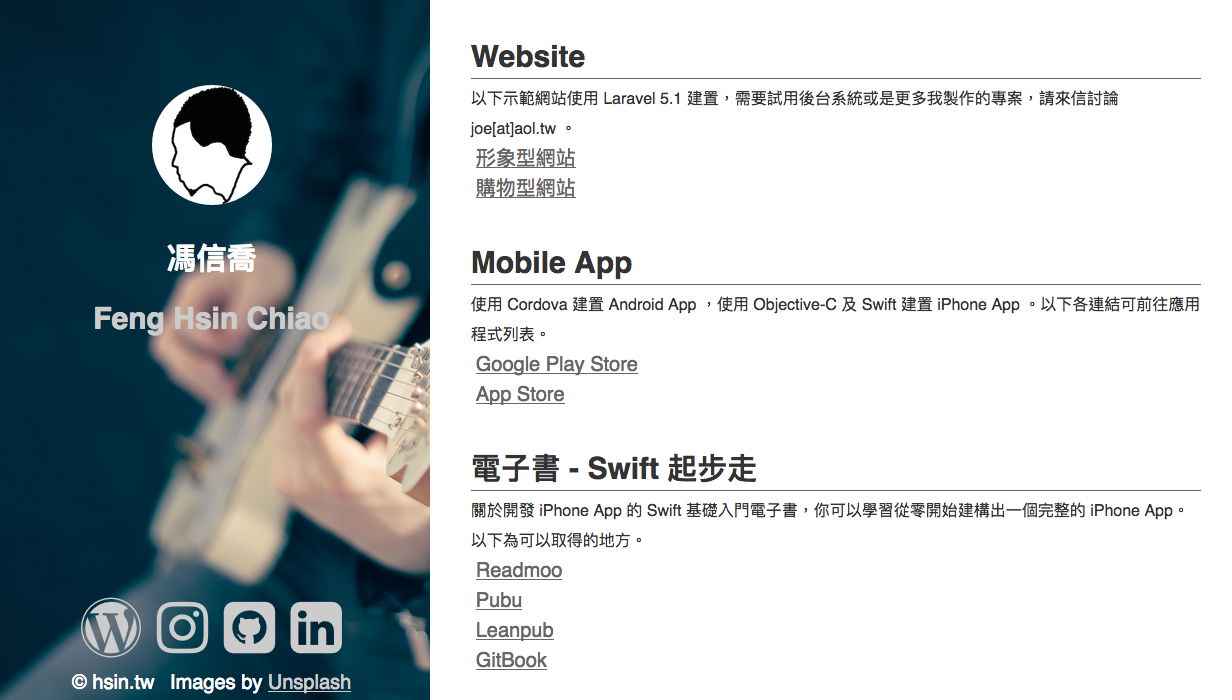 馮信喬
Feng Hsin Chiao
© hsin.tw Images by Unsplash
Website
以下示範網站使用 Laravel 5.1 建置，需要試用後台系統或是更多我製作的專案，請來信討論
joe[at]aol.tw 。
形象型網站
購物型網站
Mobile App
使用 Cordova 建置 Android App ，使用 Objective-C 及 Swift 建置 iPhone App 。以下各連結可前往應用
程式列表。
Google Play Store
App Store
電子書 - Swift 起步走
關於開發 iPhone App 的 Swift 基礎入門電子書，你可以學習從零開始建構出一個完整的 iPhone App。
以下為可以取得的地方。
Readmoo
Pubu
Leanpub
GitBook